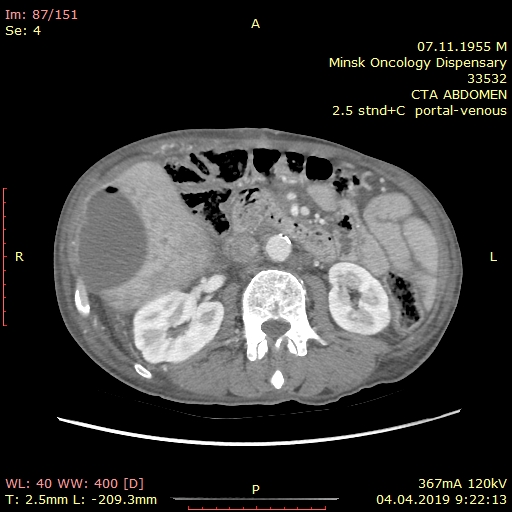 Im: 87/151
Se: 4
A
07.11.1955 M
Minsk Oncology Dispensary
33532
CTA ABDOMEN
2.5 stnd+C portal-venous
R
L
WL: 40 WW: 400 [D]
T: 2.5mm L: -209.3mm
P
367mA 120kV
04.04.2019 9:22:13